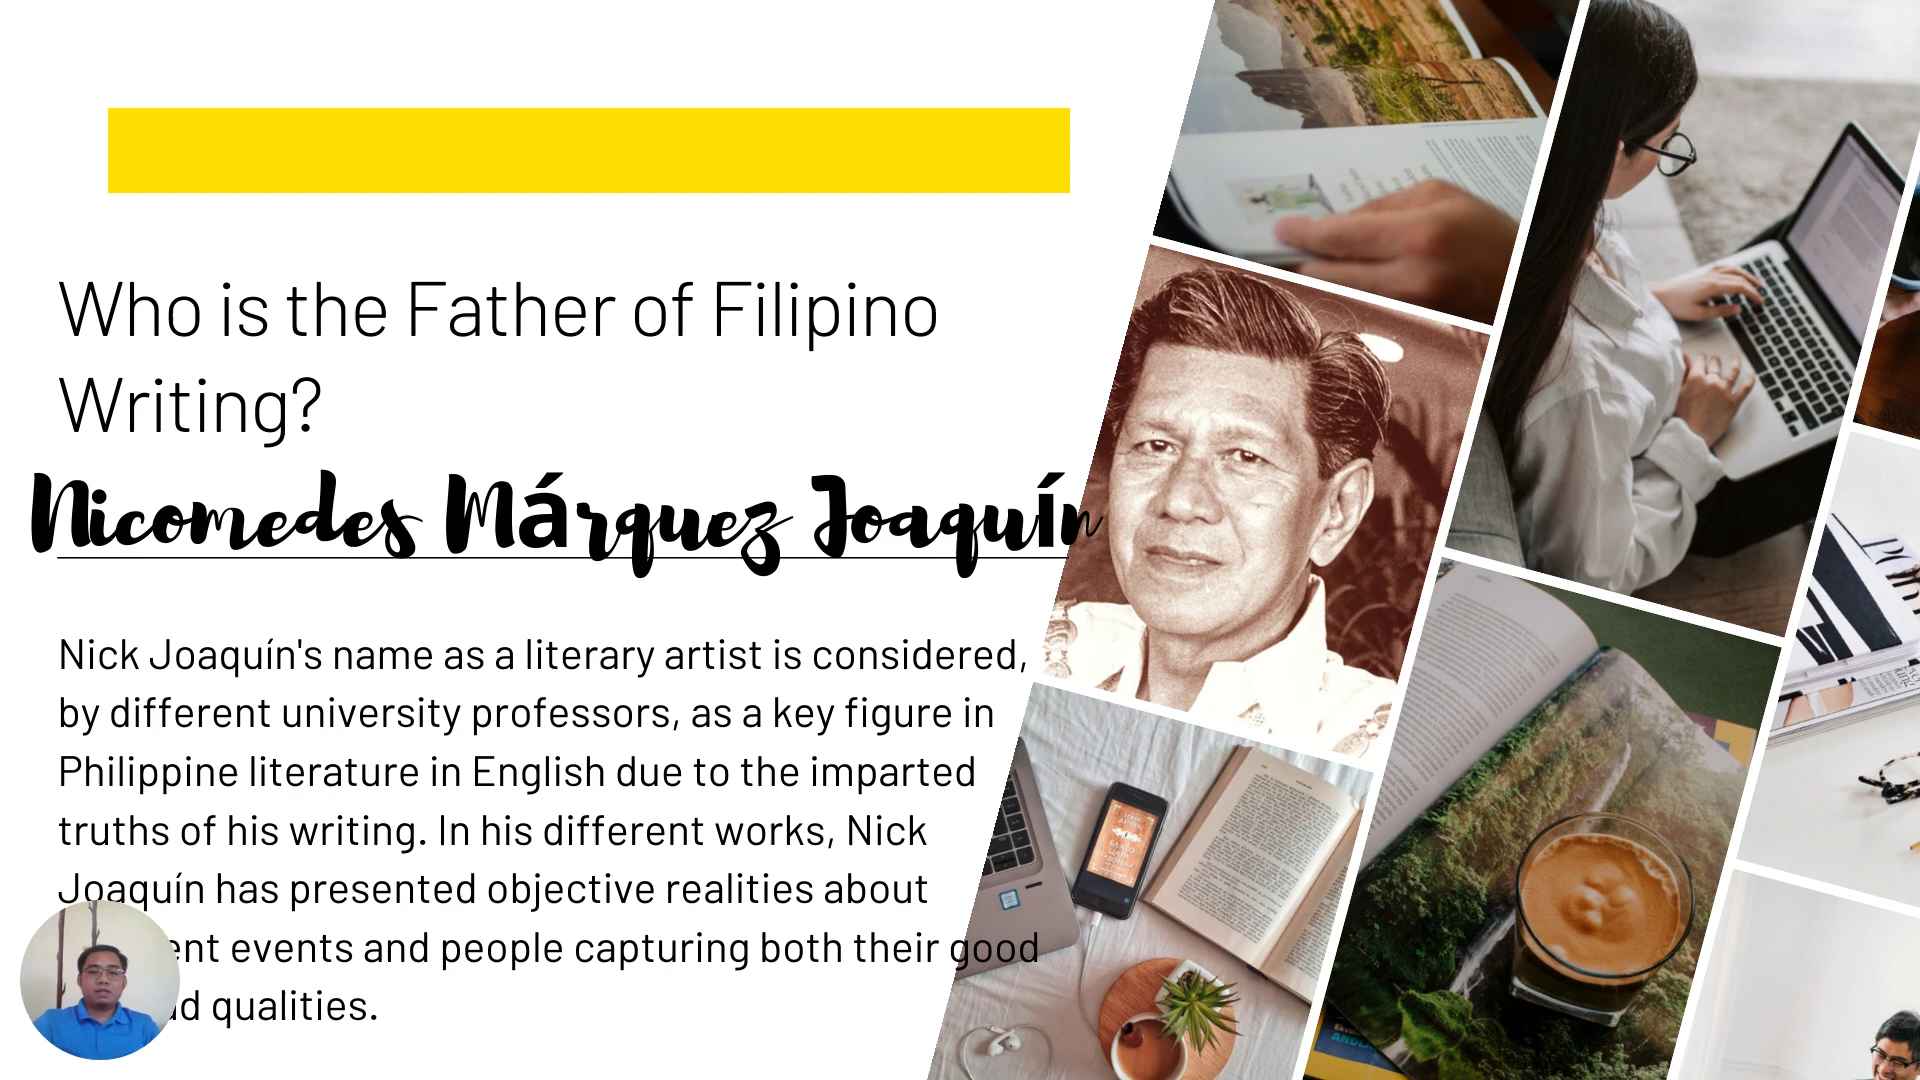 Who is the Father of Filipino
Writing?
Nicomedes Márquez Joaquín
Nick Joaquín's name as a literary artist is considered,
by different university professors, as a key figure in
Philippine literature in English due to the imparted
truths of his writing. In his different works, Nick
Joaquín has presented objective realities about
events and people capturing both their good
qualities.